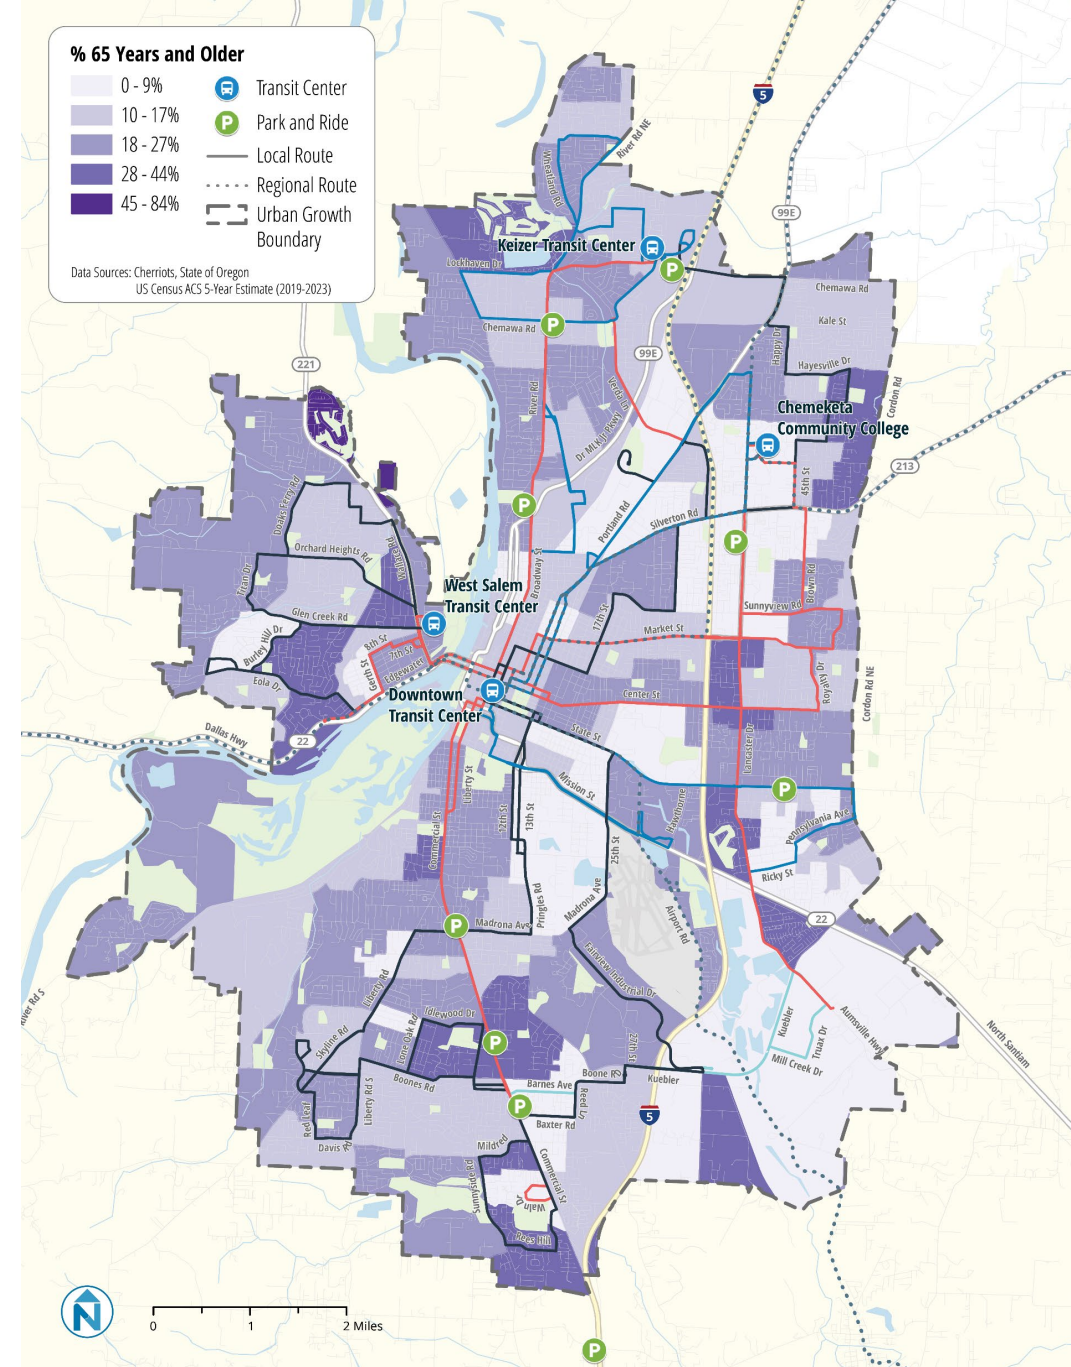 % 65 Years and Older
0 - 9%
10 - 17%
18 - 27%
28 - 44%
45 - 84%
Transit Center
P
Park and Ride
Local Route
Regional Route
Urban Growth
Boundary
Data Sources: Cherriots, State of Oregon
US Census ACS 5-Year Estimate (2019-2023)
5
River Rd NE
Wheatland Rd
99E
Keizer Transit Center
Lockhaven Dr
P
Chemawa Rd
Kale St
Chemawa Rd
P
Happy Dr
99E
Hayesville Dr
221
Verda Ln
River Rd
Cordon Rd
Chemeketa
Community College
Dr MLK Jr Pkwy
213
45th St
Doaks Ferry Rd
P
Portland Rd
Silverton Rd
P
Orchard Heights Rd
Wallace Rd
Broadway St
Titan Dr
West Salem
Transit Center
Brown Rd
Glen Creek Rd
17th St
Sunnyview Rd
Market St
Burley Hill Dr
8th St
7th St
Edgewater
Gerth St
Eola Dr
Royalty Dr
Cordon Rd NE
Downtown
Transit Center
Center St
State St
Dallas Hwy
22
Lancaster Dr
Liberty St
Mission St
P
Hawthorne
12th St
13th St
Pennsylvania Ave
Commercial St
25th St
Ricky St
Pringles Rd
Madrona Ave
P
Madrona Ave
Airport Rd
22
Fairview Industrial Dr
Liberty Rd
River Rd S
Idlewood Dr
Skyline Rd
Lone Oak Rd
P
27th St
Kuebler
Truax Dr
Aumsville Hwy
North Santiam
Mill Creek Dr
Boone Rd
Kuebler
Barnes Ave
Boones Rd
Liberty Rd S
Red Leaf
P
Reed Ln
Baxter Rd
5
Davis Rd
Mildred
Commercial St
Sunnyside Rd
Waln Dr
Rees Hill
N
0
1
2 Miles
P